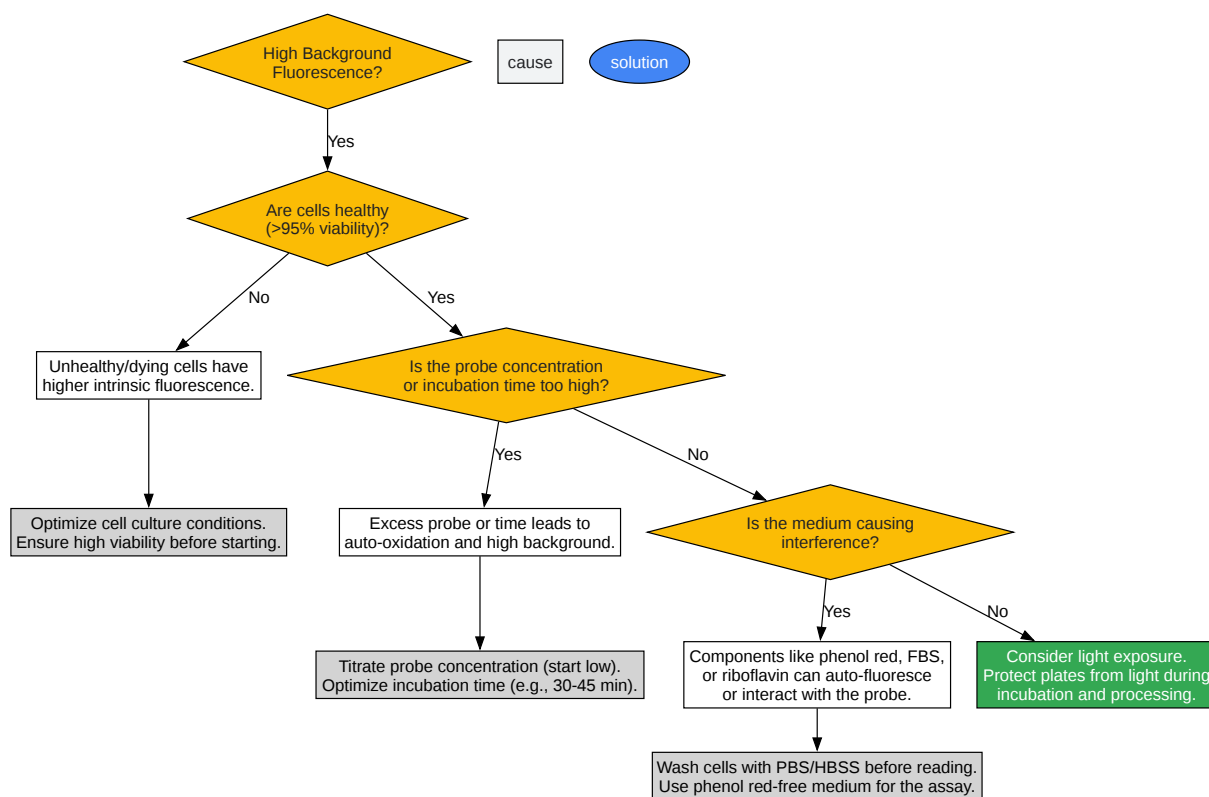 High Background
Fluorescence?
cause
solution
Yes
Are cells healthy
(>95% viability)?
No
Yes
Unhealthy/dying cells have
higher intrinsic fluorescence.
Is the probe concentration
or incubation time too high?
Yes
No
Optimize cell culture conditions.
Ensure high viability before starting.
Excess probe or time leads to
auto-oxidation and high background.
Is the medium causing
interference?
Yes
No
Titrate probe concentration (start low).
Optimize incubation time (e.g., 30-45 min).
Components like phenol red, FBS,
or riboflavin can auto-fluoresce
or interact with the probe.
Consider light exposure.
Protect plates from light during
incubation and processing.
Wash cells with PBS/HBSS before reading.
Use phenol red-free medium for the assay.